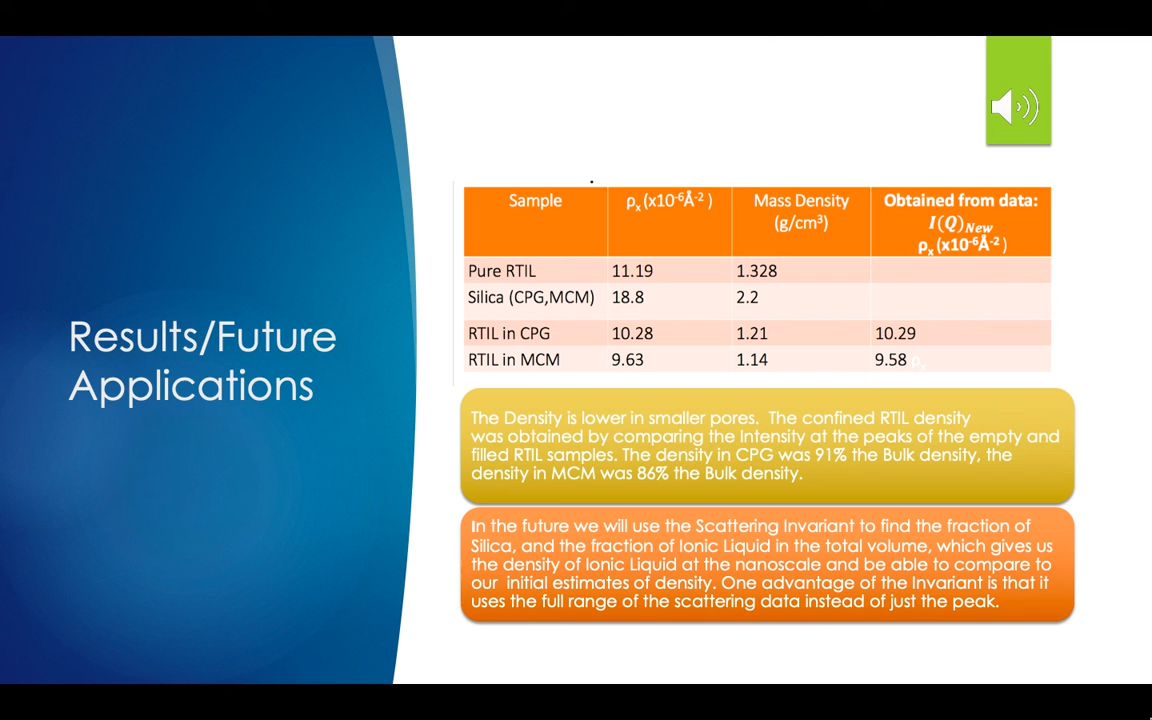 Results/Future
Applications
Sample ρx (x10-6Å-2 ) Mass Density (g/cm3) Obtained from data: I(Q)New ρx (x10-6Å-2 )
Pure RTIL 11.19 1.328
Silica (CPG,MCM) 18.8 2.2
RTIL in CPG 10.28 1.21 10.29
RTIL in MCM 9.63 1.14 9.58 ρx
The Density is lower in smaller pores. The confined RTIL density
was obtained by comparing the Intensity at the peaks of the empty and
filled RTIL samples. The density in CPG was 91% the Bulk density, the
density in MCM was 86% the Bulk density.
In the future we will use the Scattering Invariant to find the fraction of
Silica, and the fraction of Ionic Liquid in the total volume, which gives us
the density of Ionic Liquid at the nanoscale and be able to compare to
our initial estimates of density. One advantage of the Invariant is that it
uses the full range of the scattering data instead of just the peak.